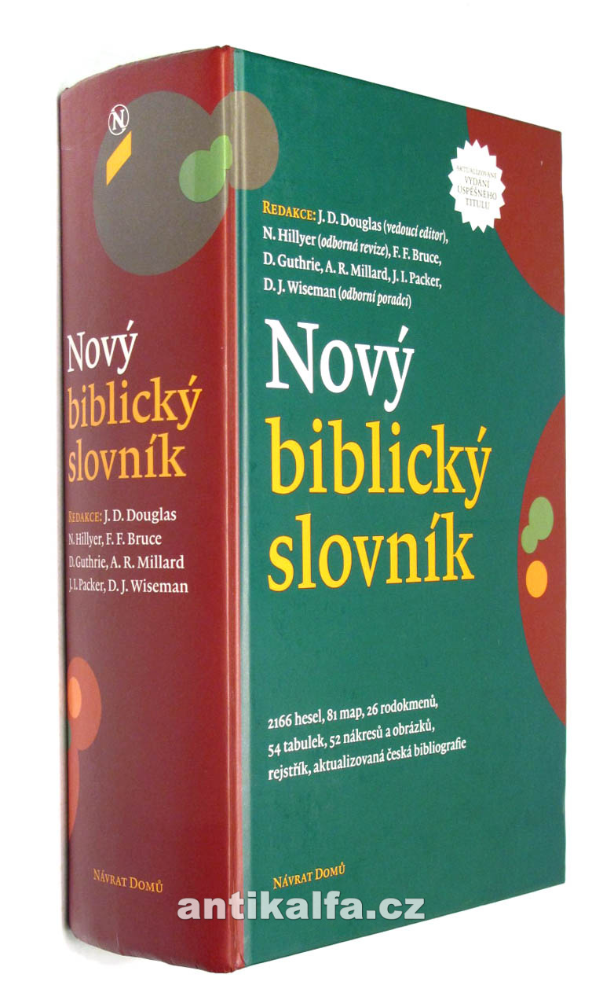 N
Nový
biblický
slovník
REDAKCE: J. D. Douglas
N. Hillyer, F. F. Bruce
D. Guthrie, A. R. Millard
J. I. Packer, D. J. Wiseman
NÁVRAT DOMŮ
AKTUALIZOVANÉ
VYDÁNÍ
ÚSPĚŠNÉHO
TITULU
REDAKCE: J. D. Douglas (vedoucí editor),
N. Hillyer (odborná revize), F. F. Bruce,
D. Guthrie, A. R. Millard, J. I. Packer,
D. J. Wiseman (odborní poradci)
Nový
biblický
slovník
2166 hesel, 81 map, 26 rodokmenů,
54 tabulek, 52 nákresů a obrázků,
rejstřík, aktualizovaná česká bibliografie
NÁVRAT DOMŮ
antikalfa.cz